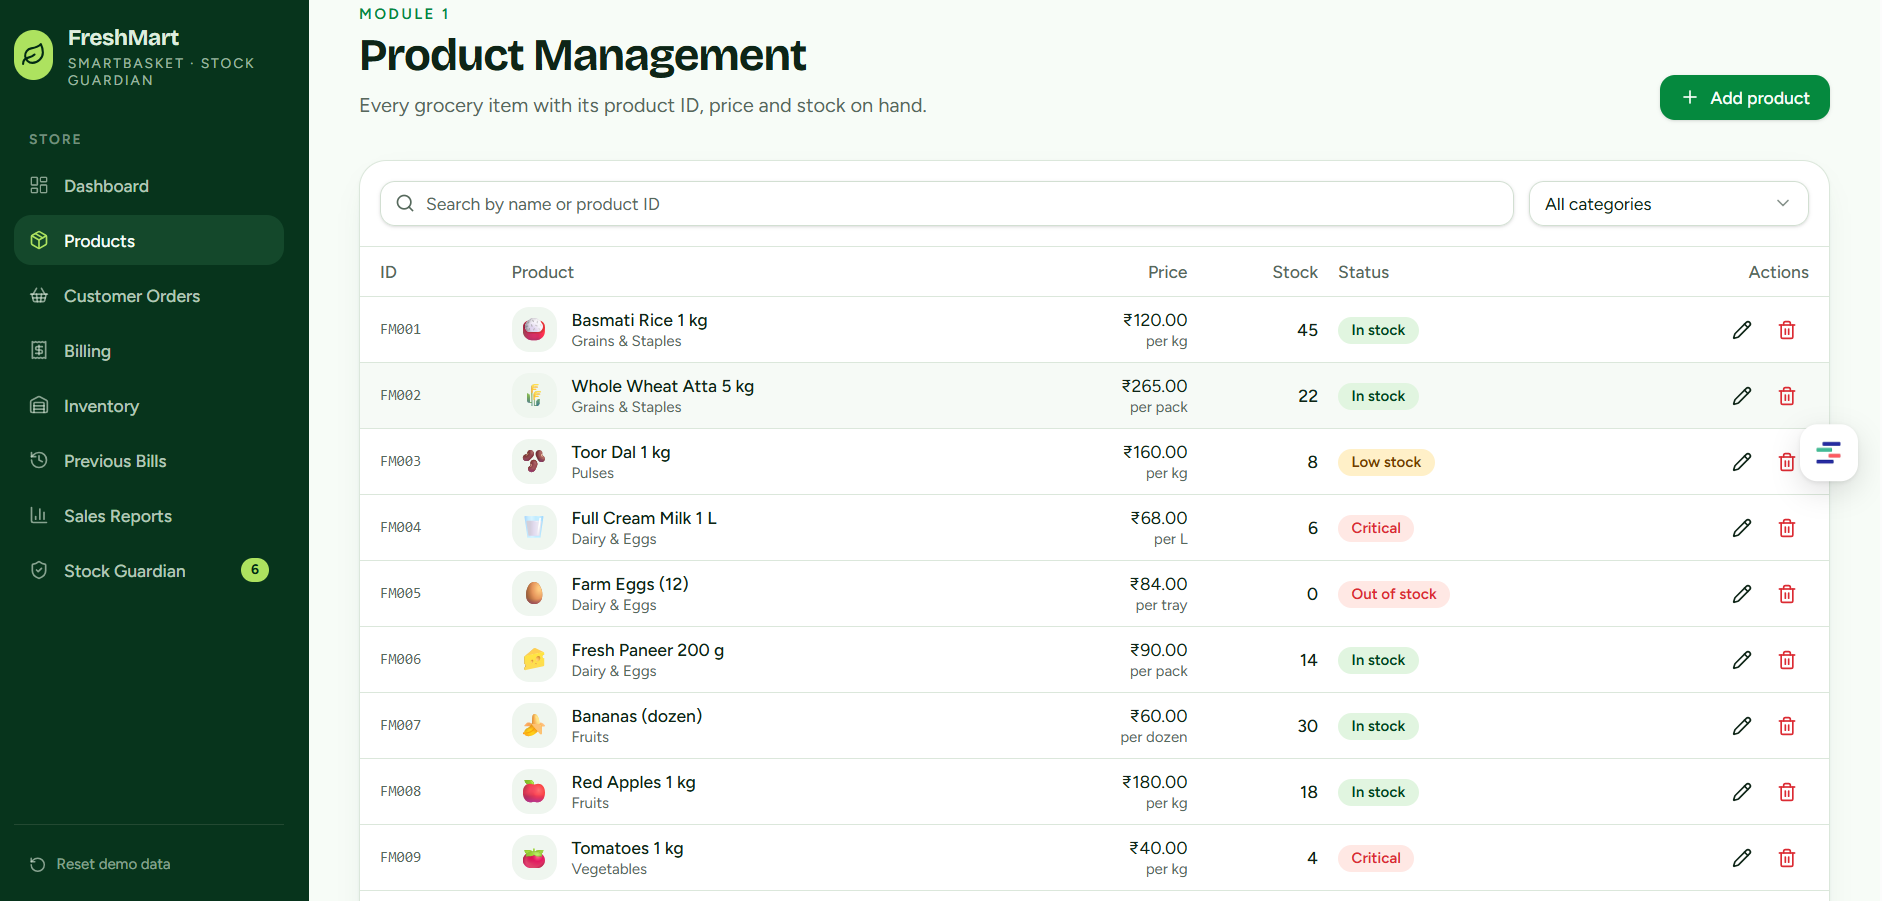 FreshMart
SMARTBASKET · STOCK
GUARDIAN
STORE
Dashboard
Products
Customer Orders
Billing
Inventory
Previous Bills
Sales Reports
Stock Guardian 6
Reset demo data
MODULE 1
Product Management
Every grocery item with its product ID, price and stock on hand.
+ Add product
Search by name or product ID
All categories
ID Product Price Stock Status Actions
FM001 Basmati Rice 1 kg ₹120.00 45 In stock
Grains & Staples per kg
FM002 Whole Wheat Atta 5 kg ₹265.00 22 In stock
Grains & Staples per pack
FM003 Toor Dal 1 kg ₹160.00 8 Low stock
Pulses per kg
FM004 Full Cream Milk 1 L ₹68.00 6 Critical
Dairy & Eggs per L
FM005 Farm Eggs (12) ₹84.00 0 Out of stock
Dairy & Eggs per tray
FM006 Fresh Paneer 200 g ₹90.00 14 In stock
Dairy & Eggs per pack
FM007 Bananas (dozen) ₹60.00 30 In stock
Fruits per dozen
FM008 Red Apples 1 kg ₹180.00 18 In stock
Fruits per kg
FM009 Tomatoes 1 kg ₹40.00 4 Critical
Vegetables per kg